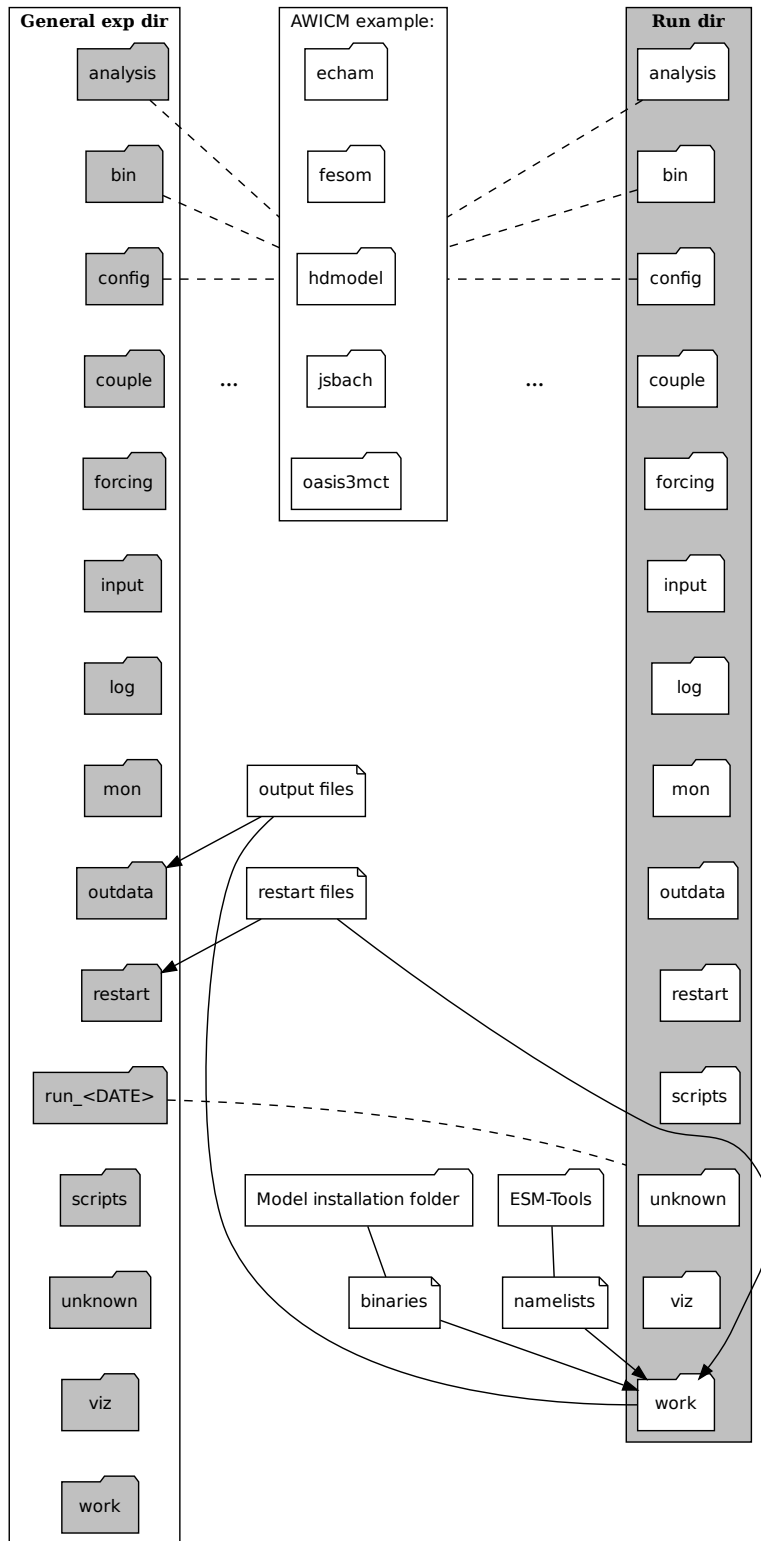 General exp dir
analysis
bin
config
couple
forcing
input
log
mon
outdata
restart
run_<DATE>
scripts
unknown
viz
work
...
AWICM example:
echam
fesom
hdmodel
jsbach
oasis3mct
...
output files
restart files
Model installation folder
ESM-Tools
binaries
namelists
Run dir
analysis
bin
config
couple
forcing
input
log
mon
outdata
restart
scripts
unknown
viz
work